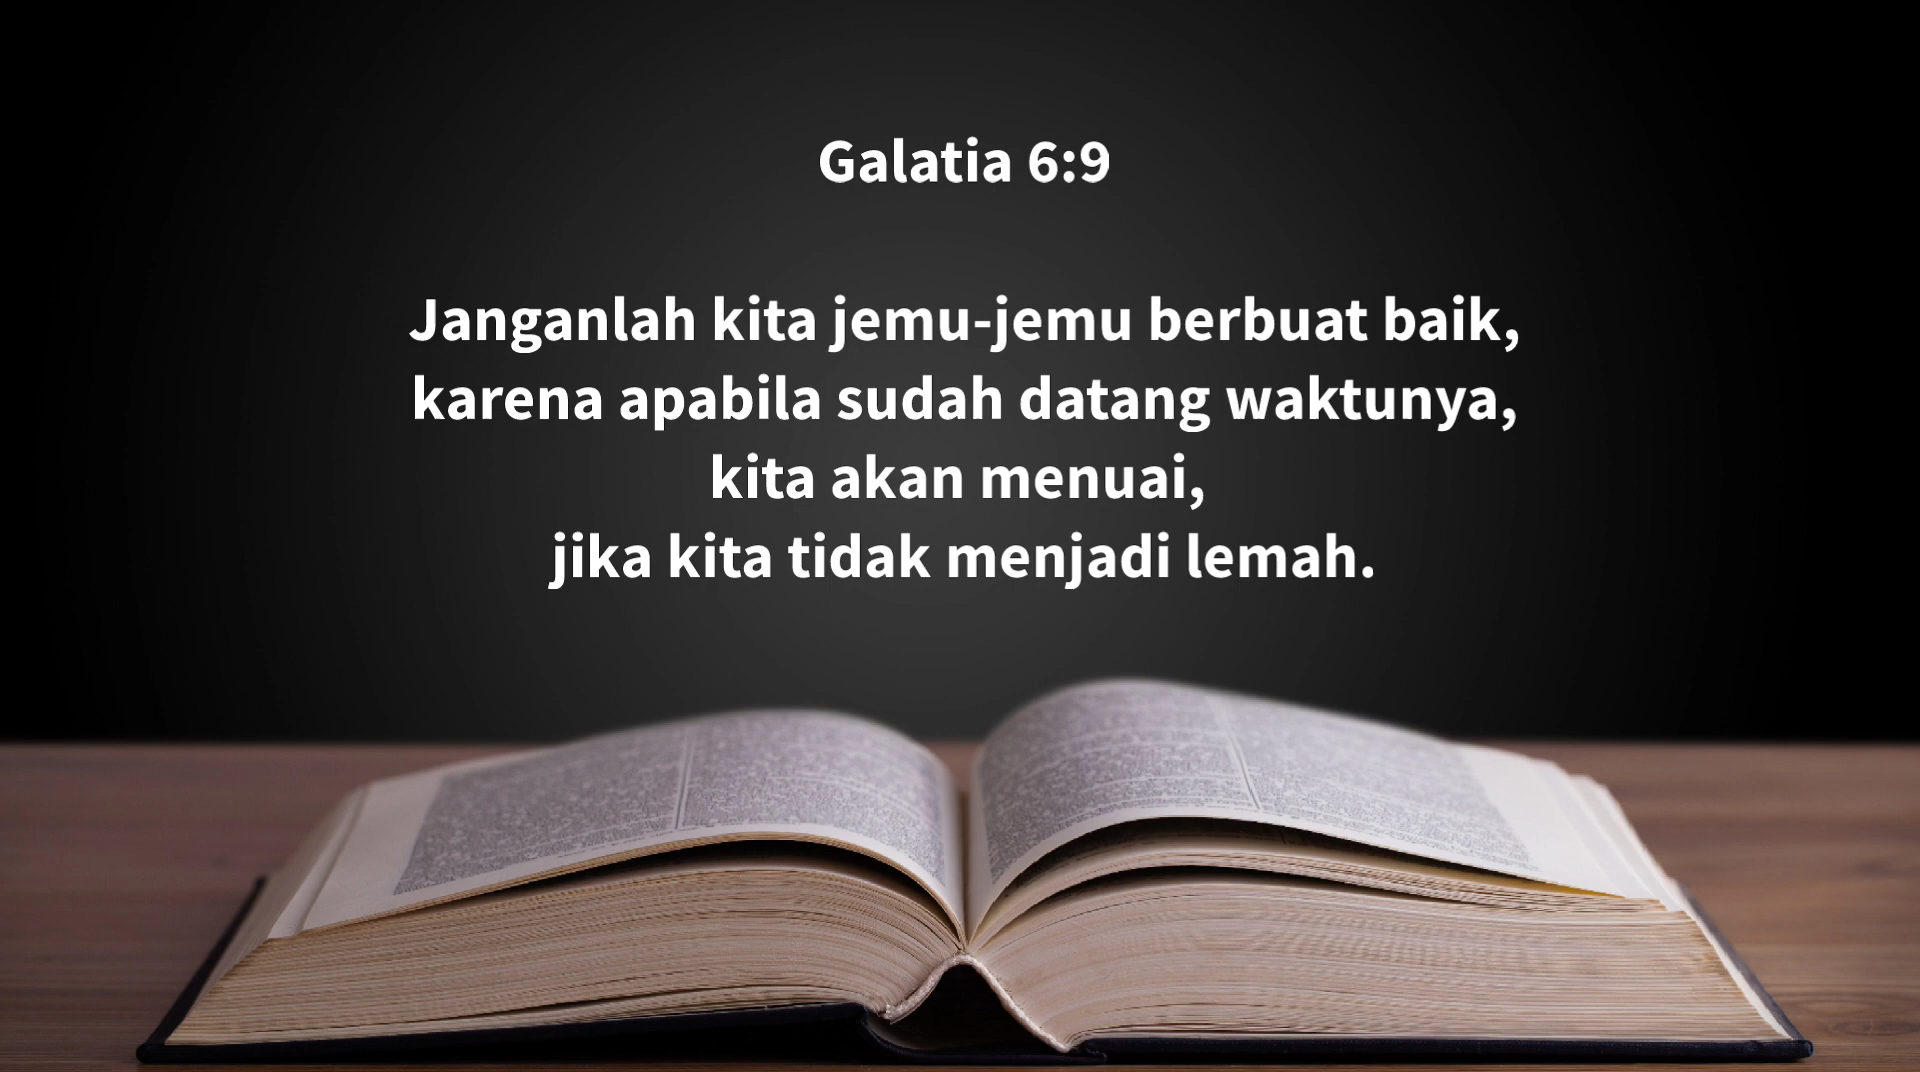 Galatia 6:9
Janganlah kita jemu-jemu berbuat baik,
karena apabila sudah datang waktunya,
kita akan menuai,
jika kita tidak menjadi lemah.